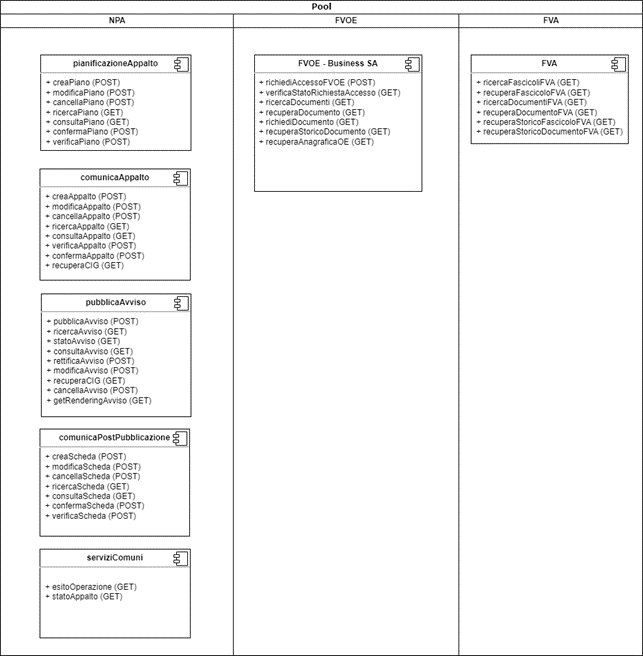 Pool
NPA
FVOE
FVA
pianificazioneAppalto
+ creaPiano (POST)
+ modificaPiano (POST)
+ cancellaPiano (POST)
+ ricercaPiano (GET)
+ consultaPiano (GET)
+ confermaPiano (POST)
+ verificaPiano (POST)
comunicaAppalto
+ creaAppalto (POST)
+ modificaAppalto (POST)
+ cancellaAppalto (POST)
+ ricercaAppalto (GET)
+ consultaAppalto (GET)
+ verificaAppalto (POST)
+ confermaAppalto (POST)
+ recuperaCIG (GET)
pubblicaAvviso
+ pubblicaAvviso (POST)
+ ricercaAvviso (GET)
+ statoAvviso (GET)
+ consultaAvviso (GET)
+ rettificaAvviso (POST)
+ modificaAvviso (POST)
+ recuperaCIG (GET)
+ cancellaAvviso (POST)
+ getRenderingAvviso (GET)
comunicaPostPubblicazione
+ creaScheda (POST)
+ modificaScheda (POST)
+ cancellaScheda (POST)
+ ricercaScheda (GET)
+ consultaScheda (GET)
+ confermaScheda (POST)
+ verificaScheda (POST)
serviziComuni
+ esitoOperazione (GET)
+ statoAppalto (GET)
FVOE - Business SA
+ richiediAccessoFVOE (POST)
+ verificaStatoRichiestaAccesso (GET)
+ ricercaDocumenti (GET)
+ recuperaDocumento (GET)
+ richiediDocumento (GET)
+ recuperaStoricoDocumento (GET)
+ recuperaAnagraficaOE (GET)
FVA
+ ricercaFascicoliFVA (GET)
+ recuperaFascicoloFVA (GET)
+ ricercaDocumentiFVA (GET)
+ recuperaDocumentoFVA (GET)
+ recuperaStoricoFascicoloFVA (GET)
+ recuperaStoricoDocumentoFVA (GET)